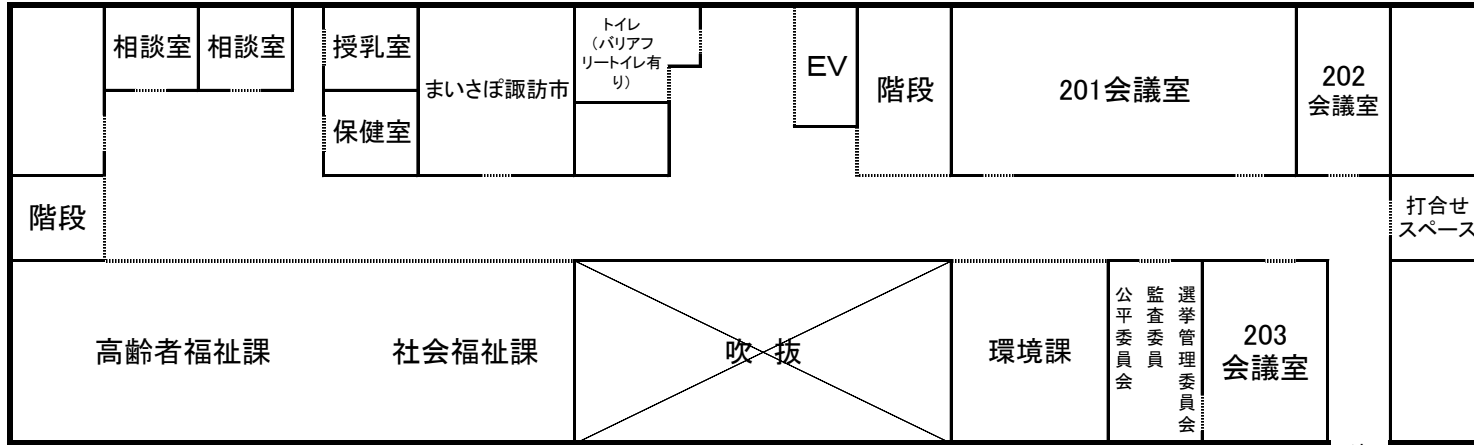 相談室
相談室
授乳室
保健室
まいさぽ諏訪市
トイレ
(バリアフ
リートイレ有
り)
EV
階段
201会議室
202
会議室
階段
打合せ
スペース
高齢者福祉課
社会福祉課
吹 抜
環境課
選挙管理委員会
監査委員
公平委員会
203
会議室